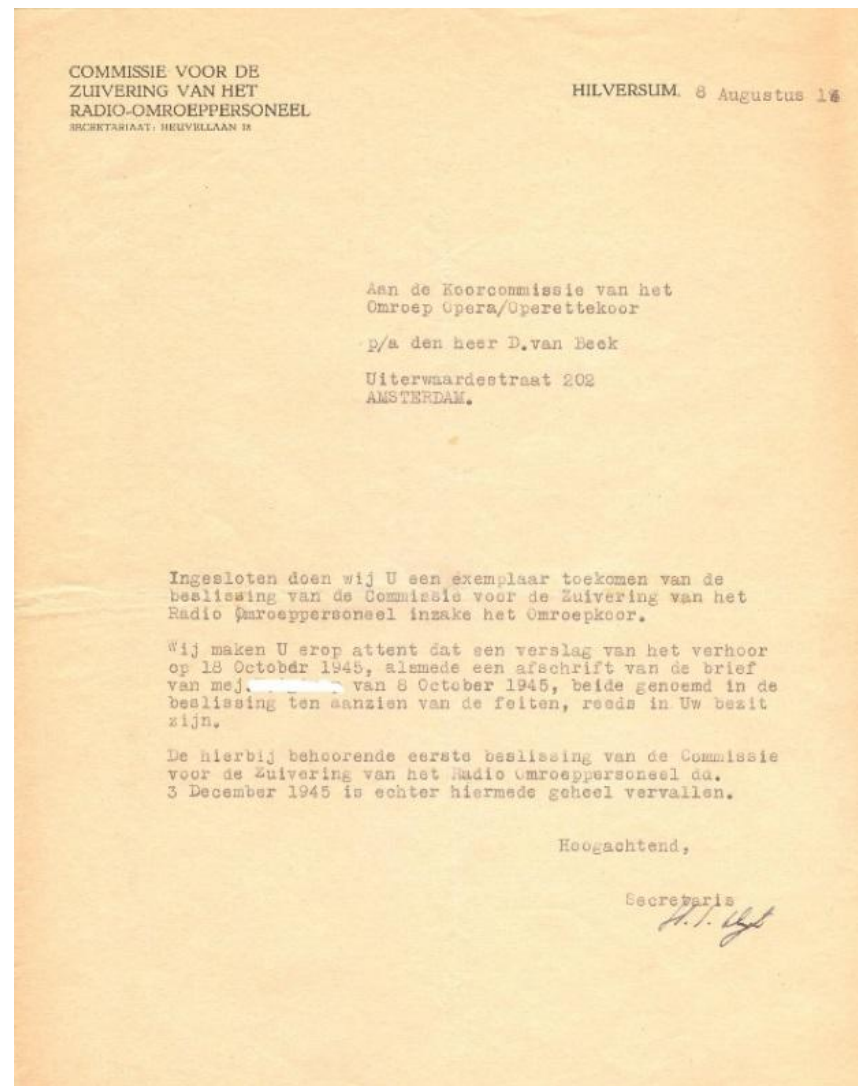 COMMISSIE VOOR DE
ZUIVERING VAN HET
RADIO-OMROEPPERSONEEL
SECRETARIAAT: HEUVELLAAN 18
HILVERSUM, 8 Augustus
Aan de Koorcommissie van het
Omroep Opera/Operettekoor
p/a den heer D.van Beek
Uiterwaardestraat 202
AMSTERDAM.
Ingesloten doen wij U een exemplaar toekomen van de
beslissing van de Commissie voor de Zuivering van het
Radio Omroeppersoneel inzake het Omroepkoor.
Wij maken U erop attent dat een verslag van het verhoor
op 18 October 1945, alsmede een afschrift van de brief
van mej. van 8 October 1945, beide genoemd in de
beslissing ten aanzien van de feiten, reeds in Uw bezit
zijn.
De hierbij behoorende eerste beslissing van de Commissie
voor de Zuivering van het Radio Omroeppersoneel dd.
3 December 1945 is echter hiermede geheel vervallen.
Hoogachtend,
Secretaris